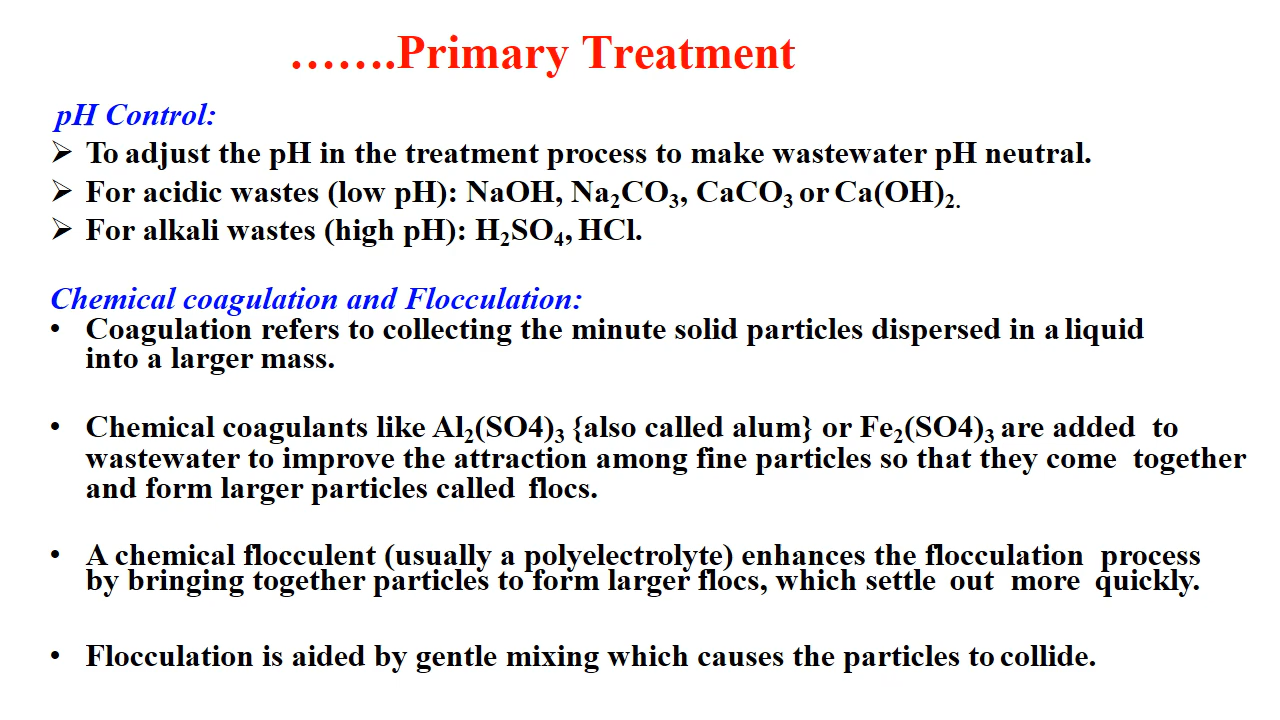 …….Primary Treatment
pH Control:
➢ To adjust the pH in the treatment process to make wastewater pH neutral.
➢ For acidic wastes (low pH): NaOH, Na₂CO₃, CaCO₃ or Ca(OH)₂.
➢ For alkali wastes (high pH): H₂SO₄, HCl.
Chemical coagulation and Flocculation:
• Coagulation refers to collecting the minute solid particles dispersed in a liquid
into a larger mass.
• Chemical coagulants like Al₂(SO4)₃ {also called alum} or Fe₂(SO4)₃ are added to
wastewater to improve the attraction among fine particles so that they come together
and form larger particles called flocs.
• A chemical flocculent (usually a polyelectrolyte) enhances the flocculation process
by bringing together particles to form larger flocs, which settle out more quickly.
• Flocculation is aided by gentle mixing which causes the particles to collide.